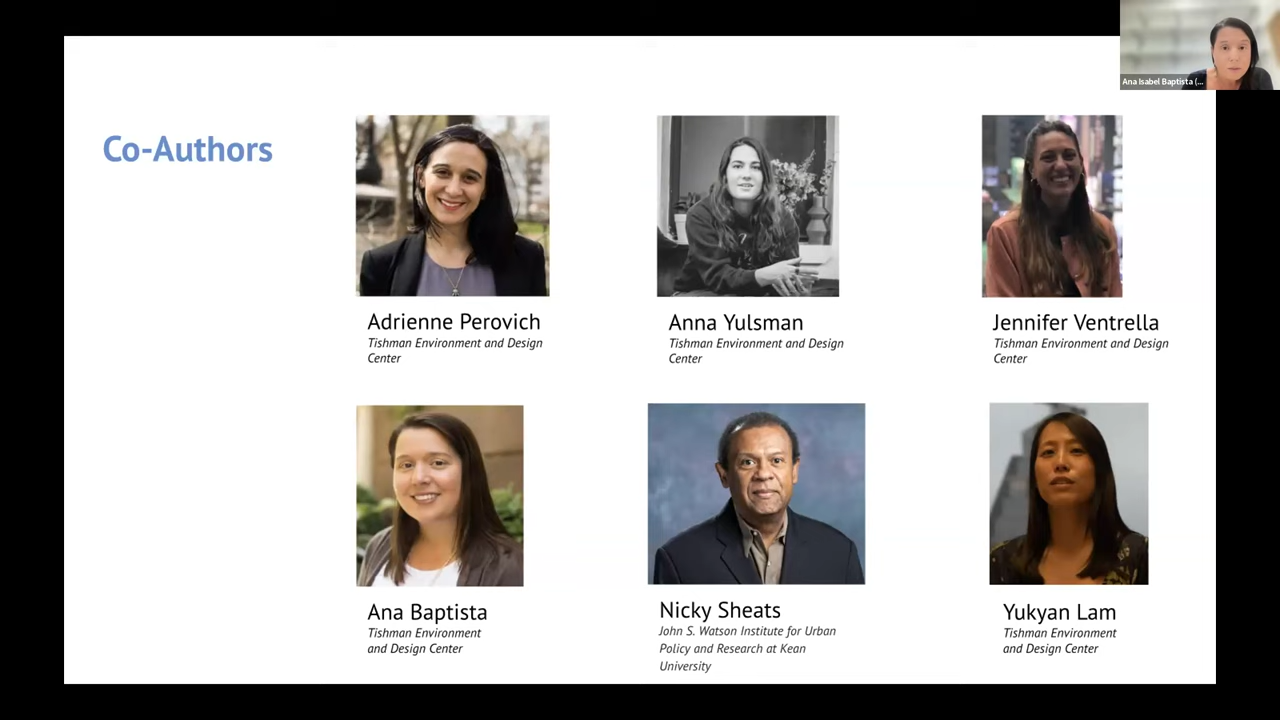 Ana Isabel Baptista (...
Co-Authors
Adrienne Perovich
Tishman Environment and Design
Center
Anna Yulsman
Tishman Environment and Design
Center
Jennifer Ventrella
Tishman Environment and Design
Center
Ana Baptista
Tishman Environment
and Design Center
Nicky Sheats
John S. Watson Institute for Urban
Policy and Research at Kean
University
Yukyan Lam
Tishman Environment
and Design Center